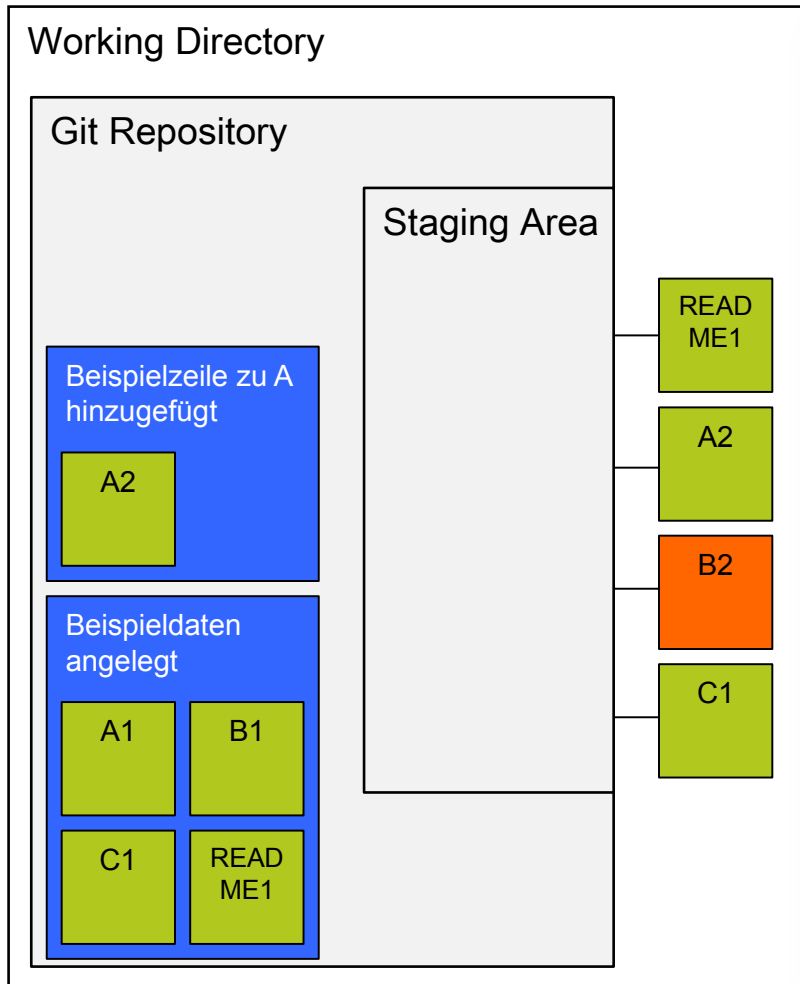 Working Directory
Git Repository
Staging Area
READ
ME1
Beispielzeile zu A
hinzugefügt
A2
A2
B2
Beispieldaten
angelegt
C1
A1
B1
C1
READ
ME1